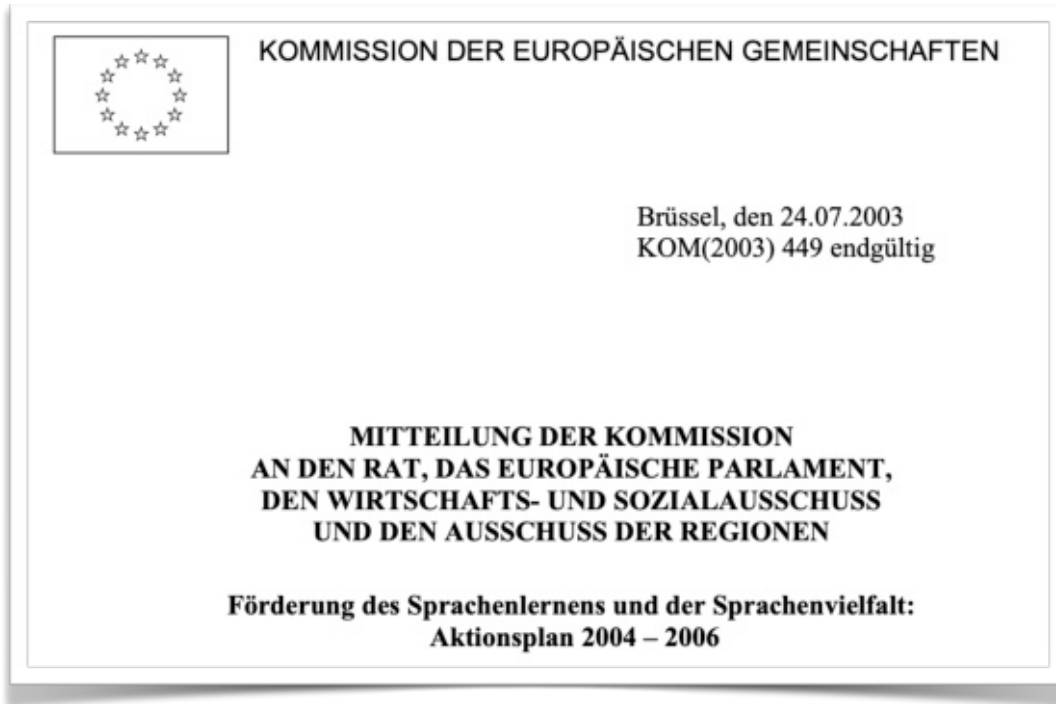 KOMMISSION DER EUROPÄISCHEN GEMEINSCHAFTEN
Brüssel, den 24.07.2003
KOM(2003) 449 endgültig
MITTEILUNG DER KOMMISSION
AN DEN RAT, DAS EUROPÄISCHE PARLAMENT,
DEN WIRTSCHAFTS- UND SOZIALAUSSCHUSS
UND DEN AUSSCHUSS DER REGIONEN
Förderung des Sprachenlernens und der Sprachenvielfalt:
Aktionsplan 2004 – 2006